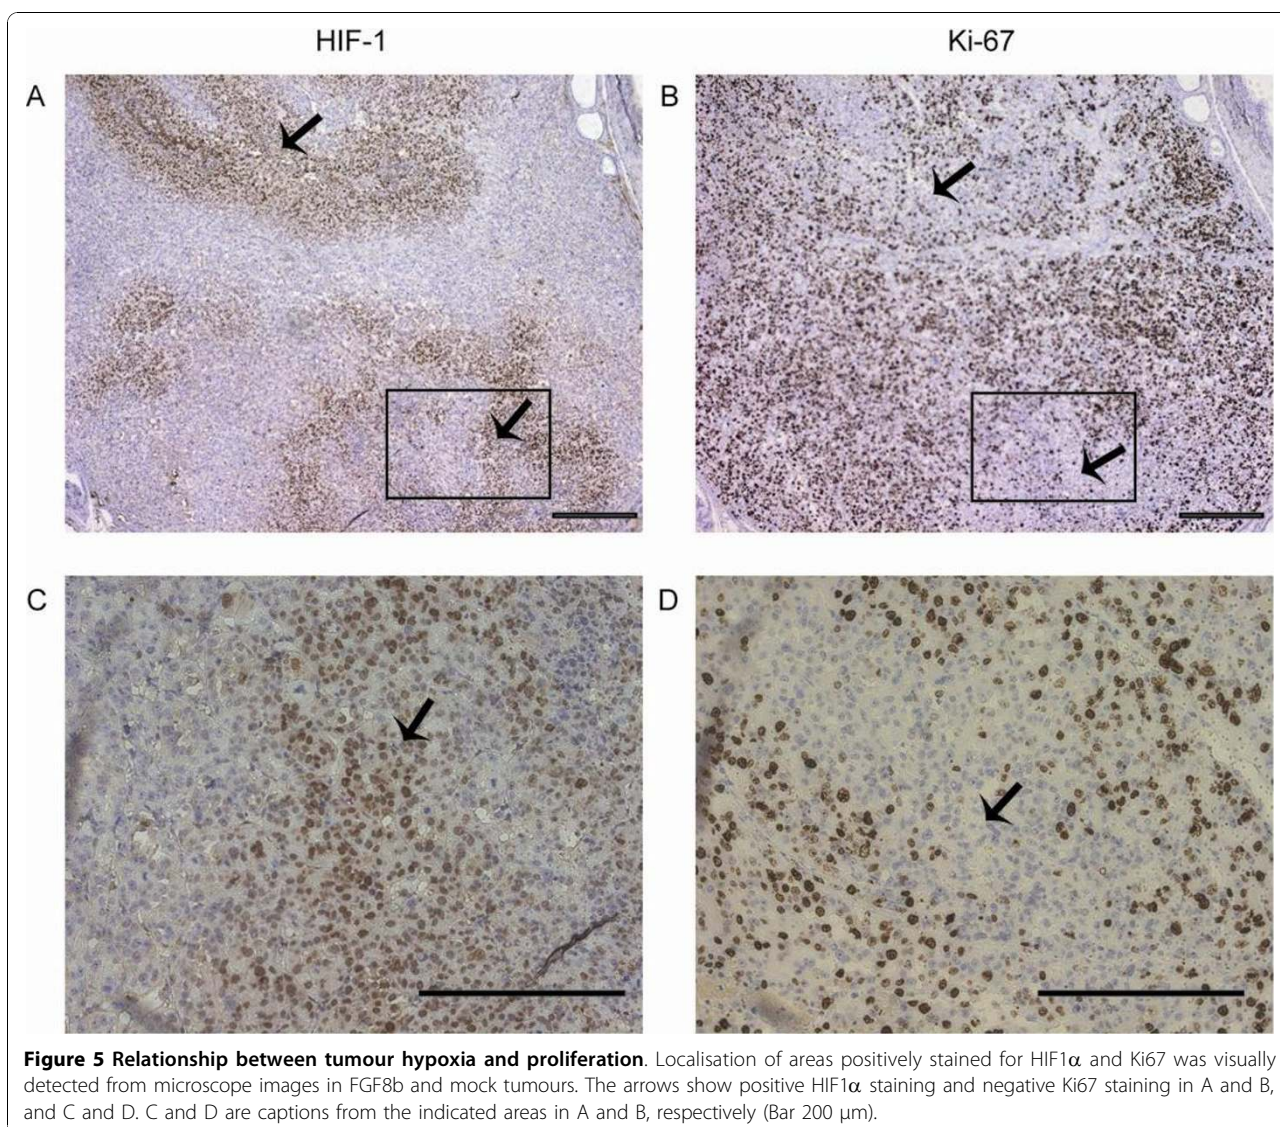 HIF-1
Ki-67
A
B
C
D
Figure 5 Relationship between tumour hypoxia and proliferation. Localisation of areas positively stained for HIF1α and Ki67 was visually
detected from microscope images in FGF8b and mock tumours. The arrows show positive HIF1α staining and negative Ki67 staining in A and B,
and C and D. C and D are captions from the indicated areas in A and B, respectively (Bar 200 μm).